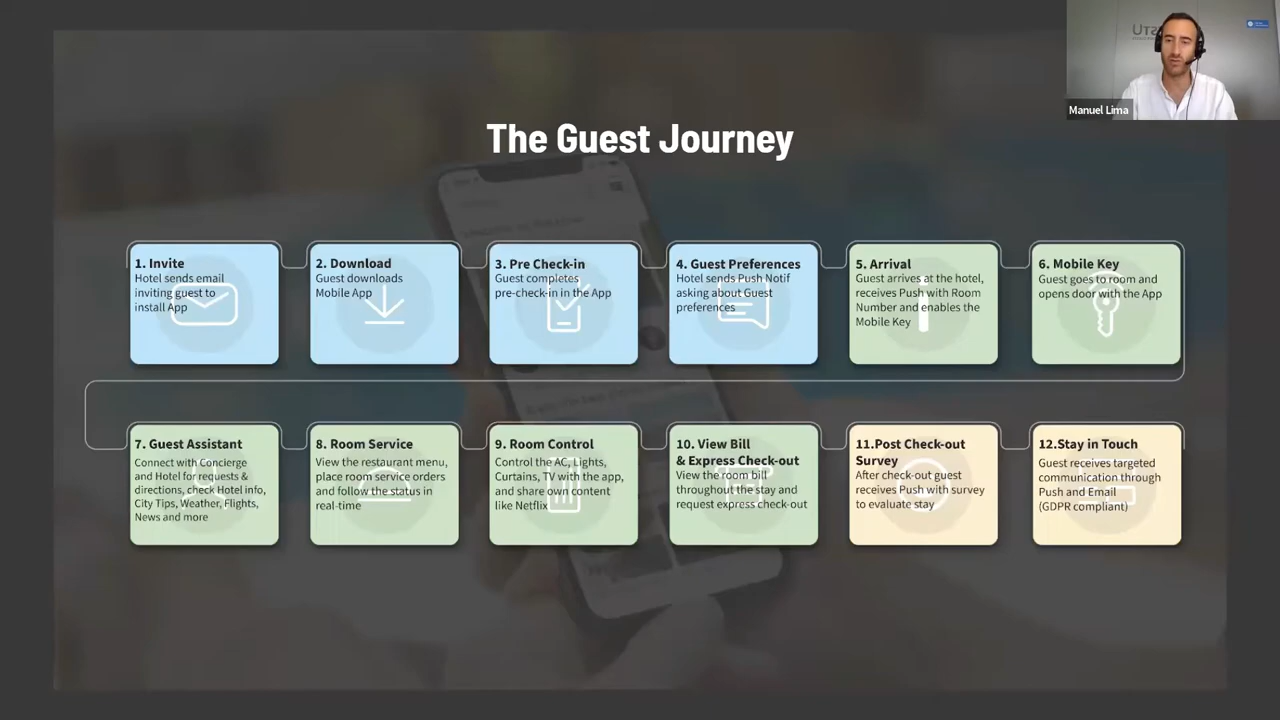 Manuel Lima
The Guest Journey
1. Invite
Hotel sends email
inviting guest to
install App
2. Download
Guest downloads
Mobile App
3. Pre Check-in
Guest completes
pre-check-in in the App
4. Guest Preferences
Hotel sends Push Notif
asking about Guest
preferences
5. Arrival
Guest arrives at the hotel,
receives Push with Room
Number and enables the
Mobile Key
6. Mobile Key
Guest goes to room and
opens door with the App
7. Guest Assistant
Connect with Concierge
and Hotel for requests &
directions, check Hotel info,
City Tips, Weather, Flights,
News and more
8. Room Service
View the restaurant menu,
place room service orders
and follow the status in
real-time
9. Room Control
Control the AC, Lights,
Curtains, TV with the app,
and share own content
like Netflix
10. View Bill
& Express Check-out
View the room bill
throughout the stay and
request express check-out
11.Post Check-out
Survey
After check-out guest
receives Push with survey
to evaluate stay
12.Stay in Touch
Guest receives targeted
communication through
Push and Email
(GDPR compliant)